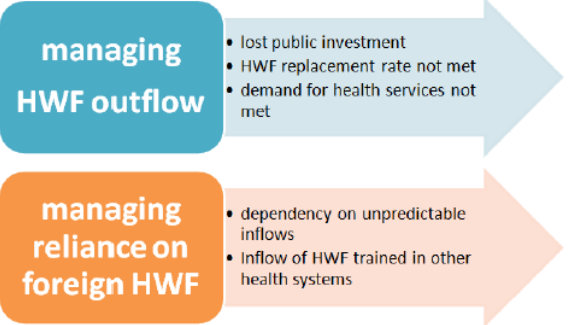 managing
HWF outflow
• lost public investment
• HWF replacement rate not met
• demand for health services not
met
managing
reliance on
foreign HWF
• dependency on unpredictable
inflows
• Inflow of HWF trained in other
health systems